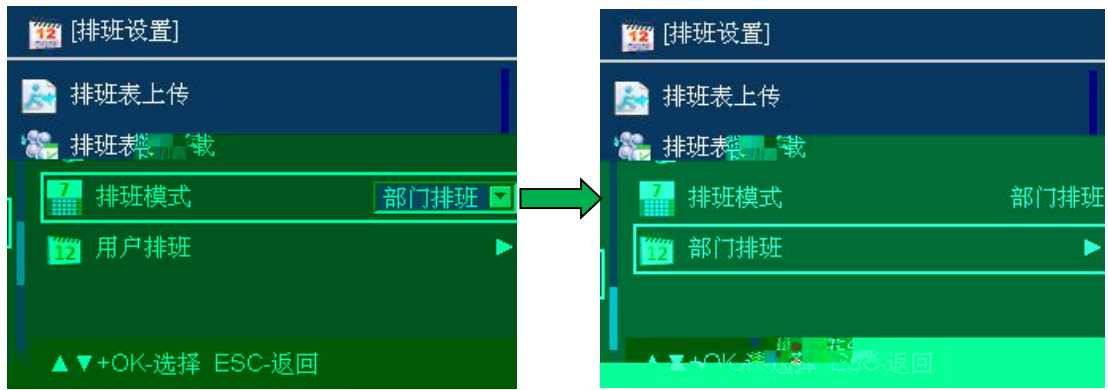 [排班设置]
排班表上传
排班表 载
排班模式 部门排班
用户排班
▲▼+OK-选择 ESC-返回
[排班设置]
排班表上传
排班表 载
排班模式 部门排班
部门排班
返回